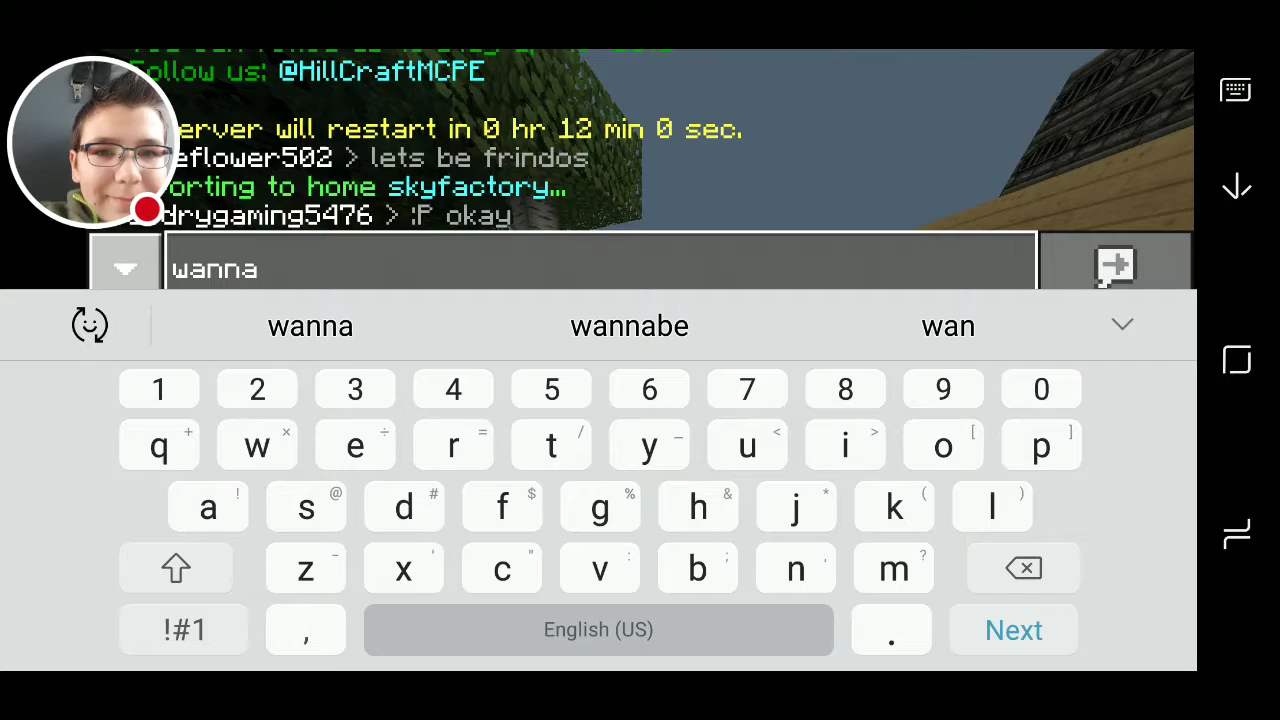 Follow us: @HillCraftMCPE
erver will restart in 0 hr 12 min 0 sec.
eflower502 > lets be frindos
orting to home skyfactory...
drygaming5476 > :P okay
wanna
wanna wannabe wan
1 2 3 4 5 6 7 8 9 0
q + w × e ÷ r = t / y _ u < i > o [ p ]
a ! s @ d # f $ g % h & j * k ( l )
z - x ' c " v : b ; n , m ?
!#1 , English (US) . Next